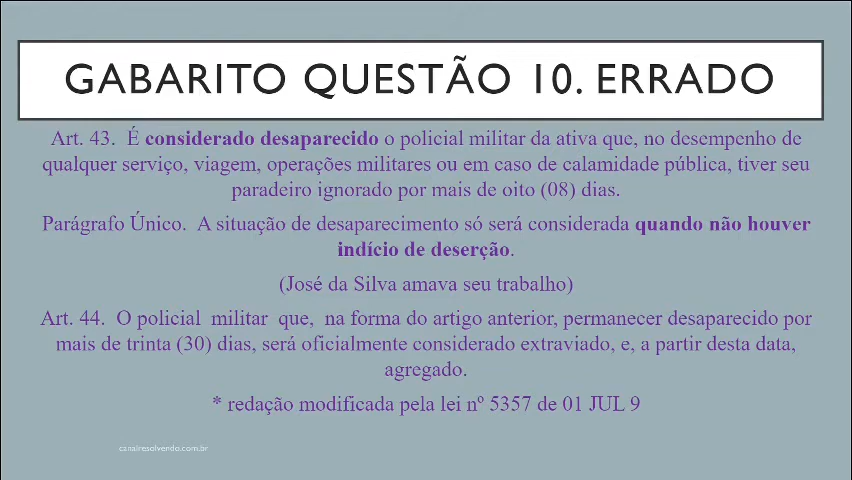 GABARITO QUESTÃO 10. ERRADO
Art. 43. É considerado desaparecido o policial militar da ativa que, no desempenho de
qualquer serviço, viagem, operações militares ou em caso de calamidade pública, tiver seu
paradeiro ignorado por mais de oito (08) dias.
Parágrafo Único. A situação de desaparecimento só será considerada quando não houver
indício de deserção.
(José da Silva amava seu trabalho)
Art. 44. O policial militar que, na forma do artigo anterior, permanecer desaparecido por
mais de trinta (30) dias, será oficialmente considerado extraviado, e, a partir desta data,
agregado.
* redação modificada pela lei nº 5357 de 01 JUL 9
canalresolvendo.com.br